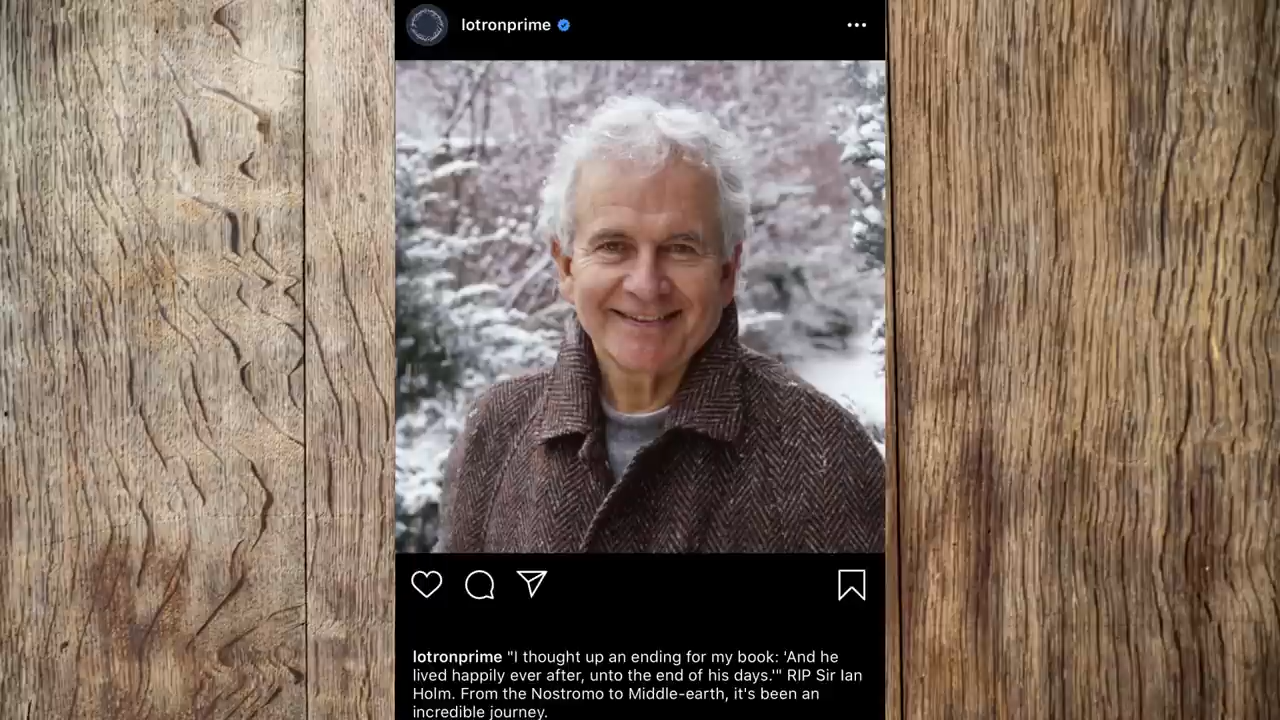 lotronprime
lotronprime "I thought up an ending for my book: 'And he
lived happily ever after, unto the end of his days.'" RIP Sir Ian
Holm. From the Nostromo to Middle-earth, it's been an
incredible journey.